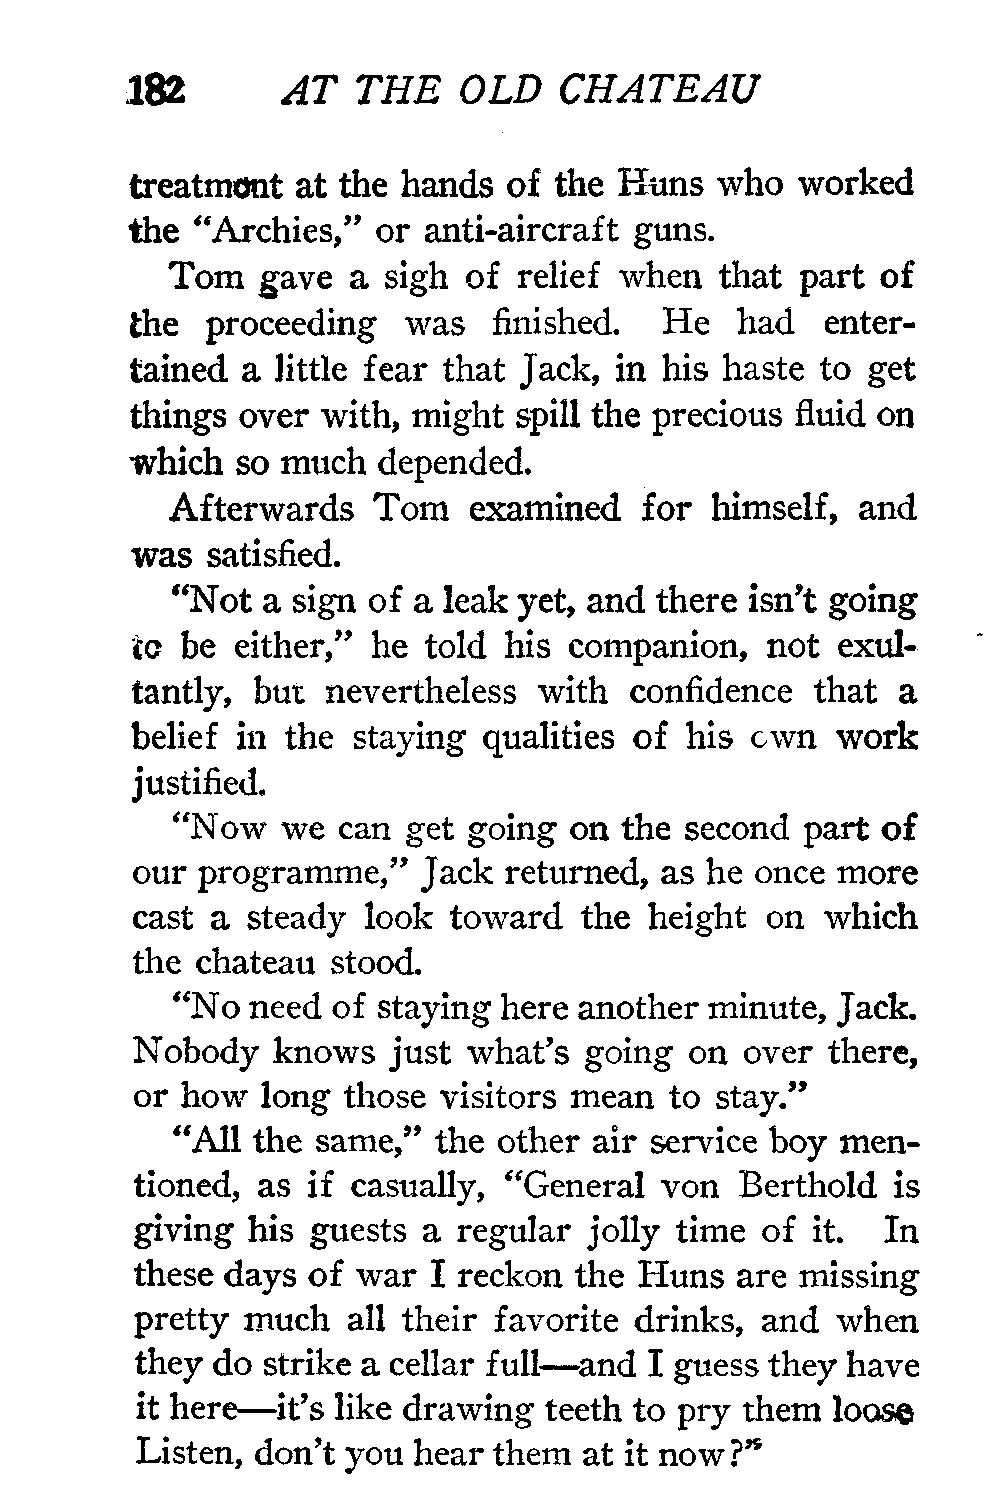 182 AT THE OLD CHATEAU
treatment at the hands of the Huns who worked
the “Archies,” or anti-aircraft guns.
Tom gave a sigh of relief when that part of
the proceeding was finished. He had enter-
tained a little fear that Jack, in his haste to get
things over with, might spill the precious fluid on
which so much depended.
Afterwards Tom examined for himself, and
was satisfied.
“Not a sign of a leak yet, and there isn’t going
to be either,” he told his companion, not exul-
tantly, but nevertheless with confidence that a
belief in the staying qualities of his own work
justified.
“Now we can get going on the second part of
our programme,” Jack returned, as he once more
cast a steady look toward the height on which
the chateau stood.
“No need of staying here another minute, Jack.
Nobody knows just what’s going on over there,
or how long those visitors mean to stay.”
“All the same,” the other air service boy men-
tioned, as if casually, “General von Berthold is
giving his guests a regular jolly time of it. In
these days of war I reckon the Huns are missing
pretty much all their favorite drinks, and when
they do strike a cellar full—and I guess they have
it here—it’s like drawing teeth to pry them loose
Listen, don’t you hear them at it now?”